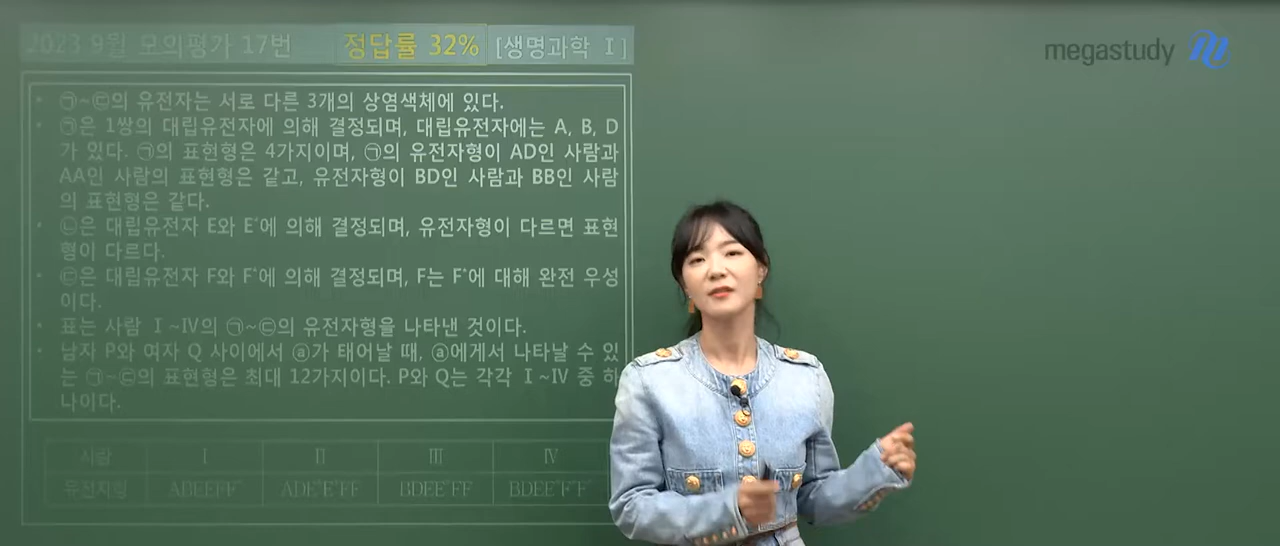 2023 9월 모의평가 17번 정답률 32% [생명과학 Ⅰ]
megastudy
• ㉠~㉢의 유전자는 서로 다른 3개의 상염색체에 있다.
• ㉠은 1쌍의 대립유전자에 의해 결정되며, 대립유전자에는 A, B, D
가 있다. ㉠의 표현형은 4가지이며, ㉠의 유전자형이 AD인 사람과
AA인 사람의 표현형은 같고, 유전자형이 BD인 사람과 BB인 사람
의 표현형은 같다.
• ㉡은 대립유전자 E와 E*에 의해 결정되며, 유전자형이 다르면 표현
형이 다르다.
• ㉢은 대립유전자 F와 F*에 의해 결정되며, F는 F*에 대해 완전 우성
이다.
• 표는 사람 Ⅰ~Ⅳ의 ㉠~㉢의 유전자형을 나타낸 것이다.
• 남자 P와 여자 Q 사이에서 ⓐ가 태어날 때, ⓐ에게서 나타날 수 있
는 ㉠~㉢의 표현형은 최대 12가지이다. P와 Q는 각각 Ⅰ~Ⅳ 중 하
나이다.
사람 Ⅰ Ⅱ Ⅲ Ⅳ
유전자형 ADE*E*FF BDEE*FF BDEE*F*F*